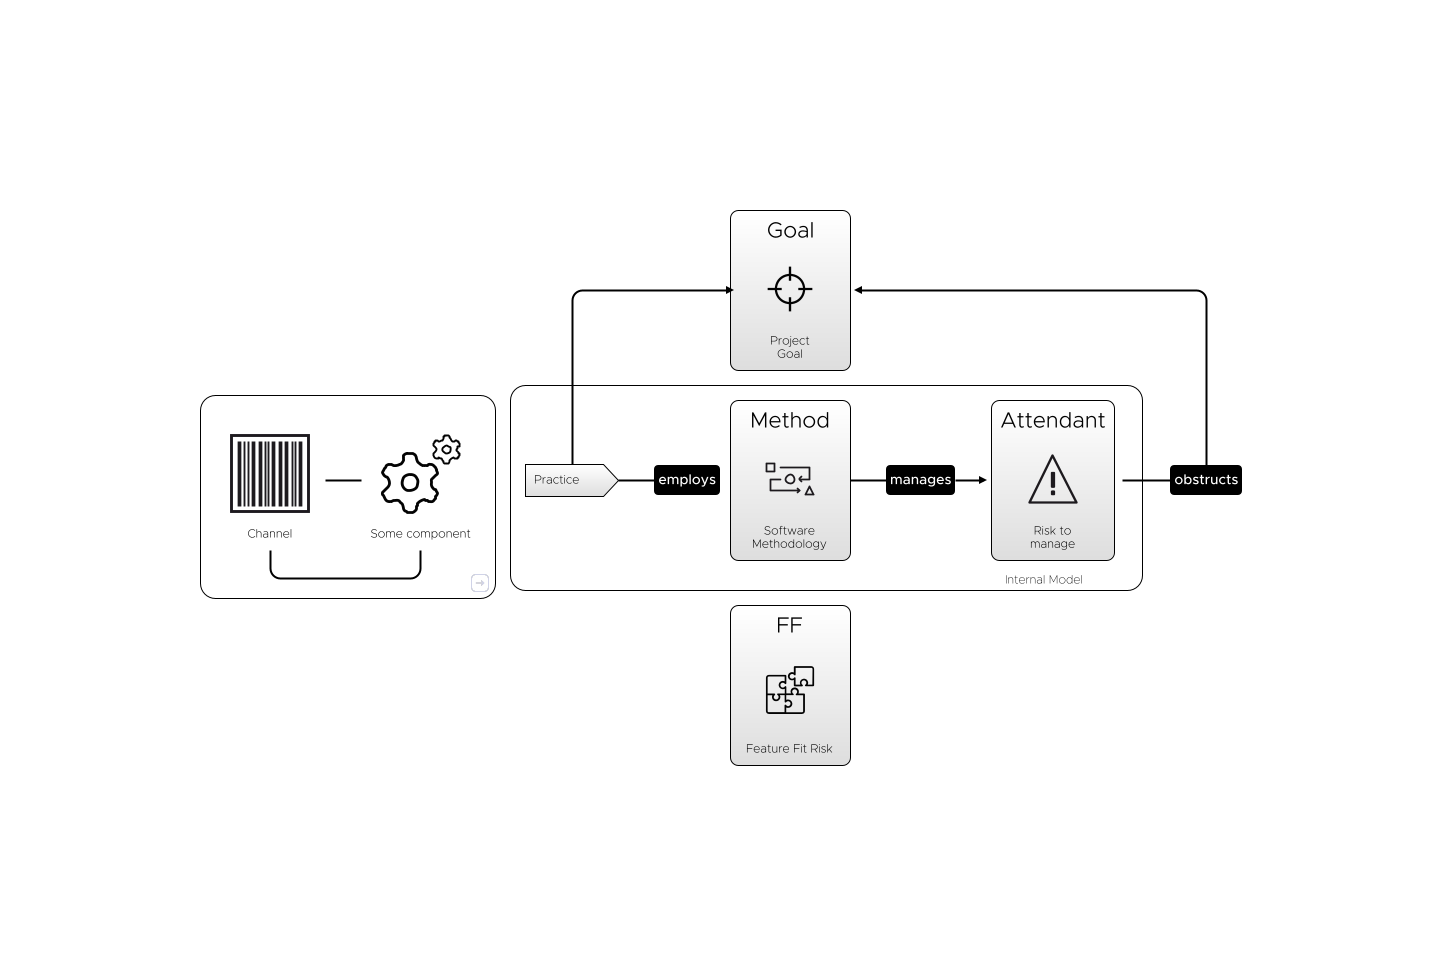 Goal
Project
Goal
Channel
Some component
Practice
employs
Method
Software
Methodology
manages
Attendant
Risk to
manage
Internal Model
obstructs
FF
Feature Fit Risk